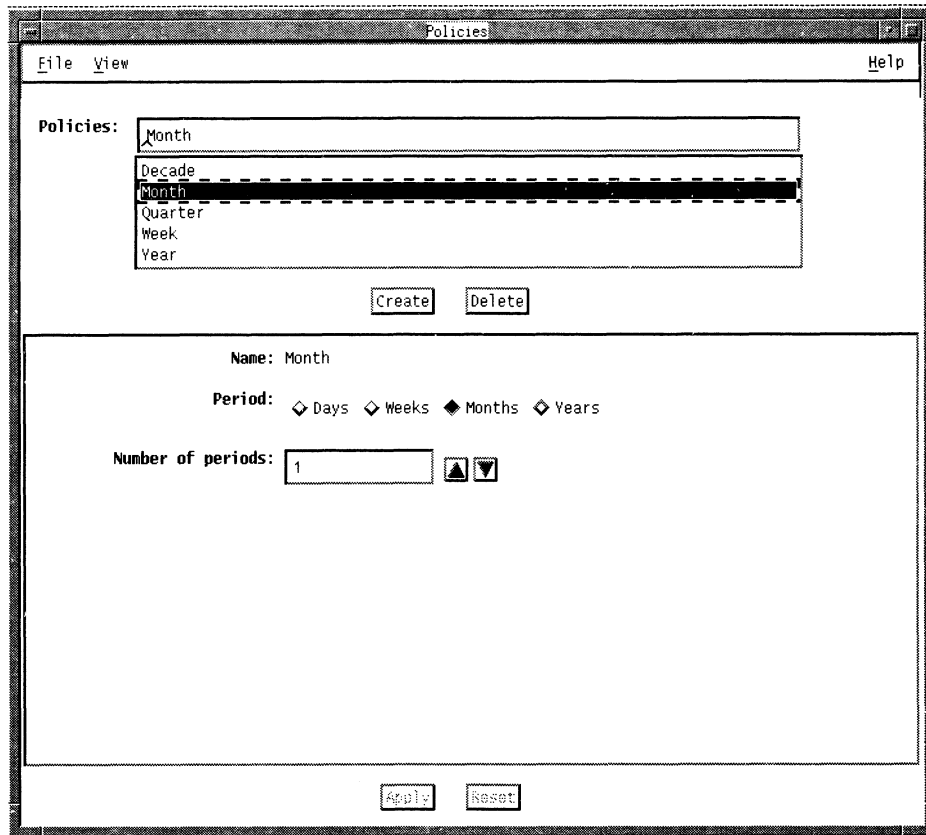 Policies
File View Help
Policies: Month
Decade
Month
Quarter
Week
Year
Create Delete
Name: Month
Period: Days Weeks Months Years
Number of periods: 1
Apply Reset